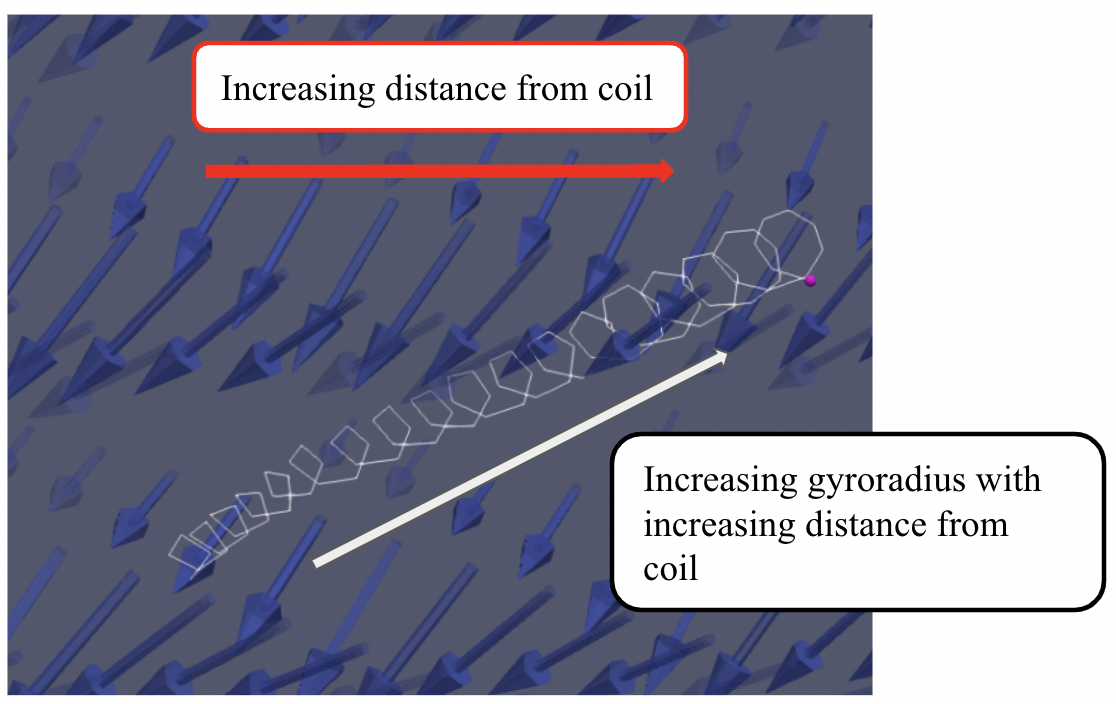 Increasing distance from coil
Increasing gyroradius with
increasing distance from
coil